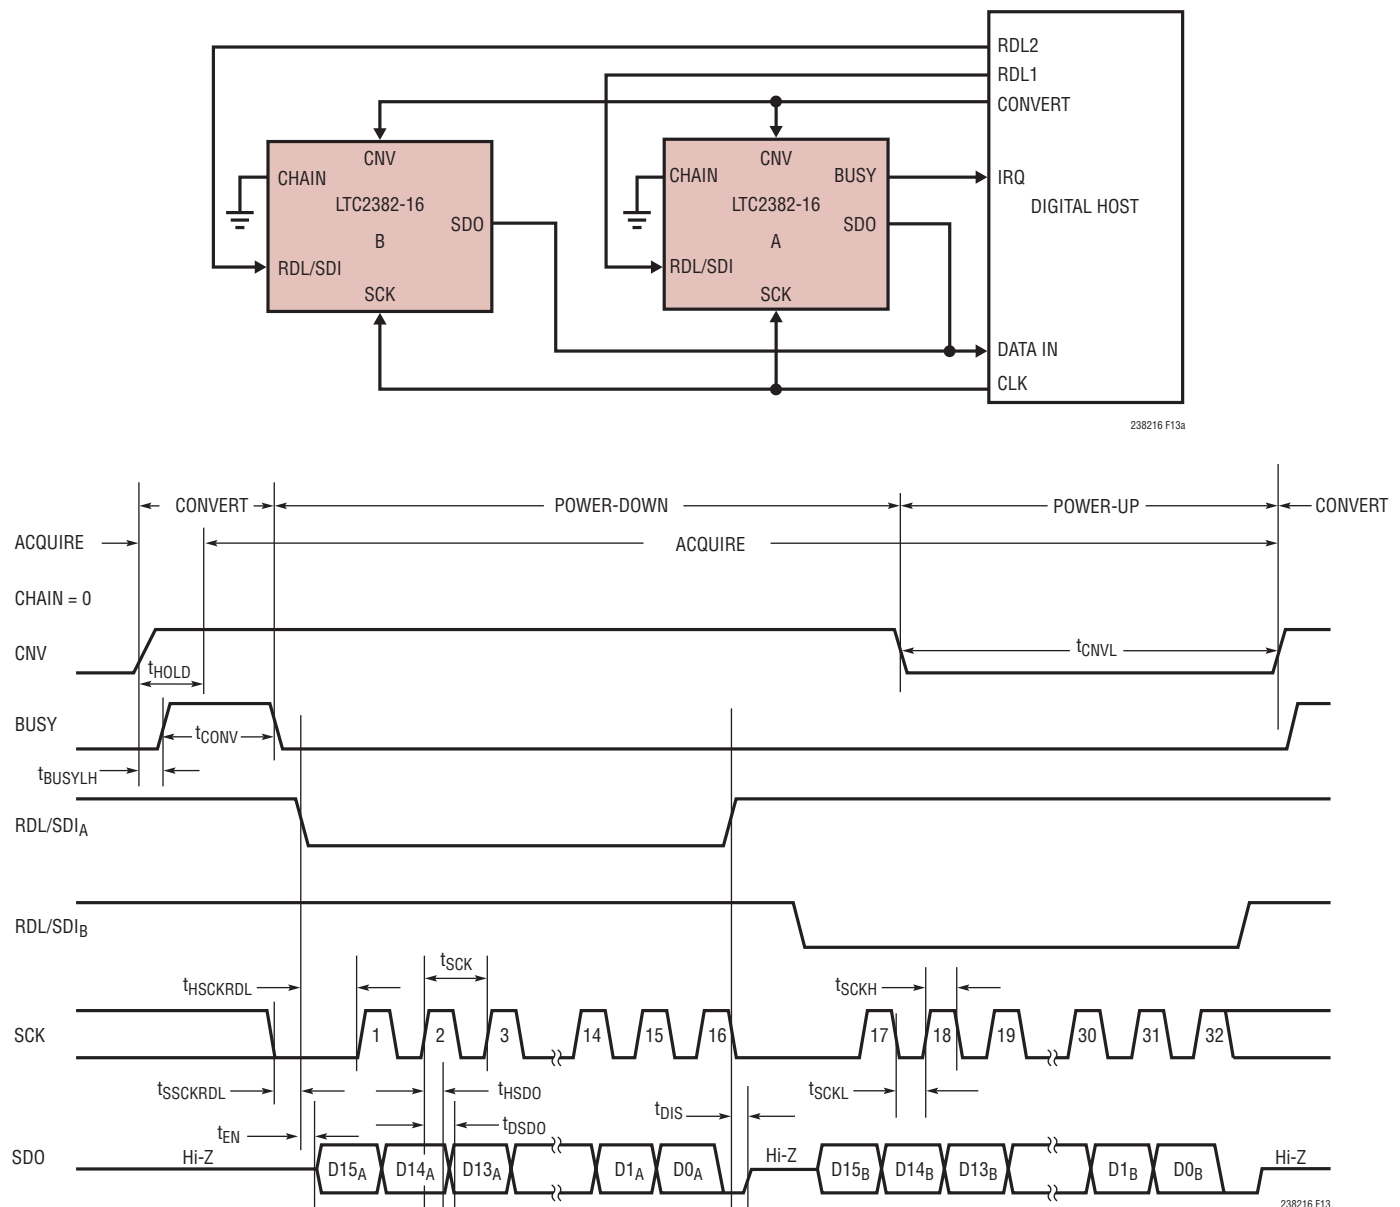 RDL2
RDL1
CONVERT
IRQ
DIGITAL HOST
DATA IN
CLK
CNV
CHAIN
LTC2382-16
SDO
B
RDL/SDI
SCK
CNV
CHAIN
BUSY
LTC2382-16
SDO
A
RDL/SDI
SCK
238216 F13a
CONVERT
POWER-DOWN
POWER-UP
CONVERT
ACQUIRE
ACQUIRE
CHAIN = 0
CNV
tHOLD
tCNVL
BUSY
tCONV
tBUSYLH
RDL/SDIA
RDL/SDIB
tHSCKRDL
tSCK
tSCKH
SCK
1 2 3 14 15 16 17 18 19 30 31 32
tSSCKRDL
tHSDO
tSCKL
tEN
tDSDO
tDIS
SDO
Hi-Z D15A D14A D13A D1A D0A Hi-Z D15B D14B D13B D1B D0B Hi-Z
238216 F13